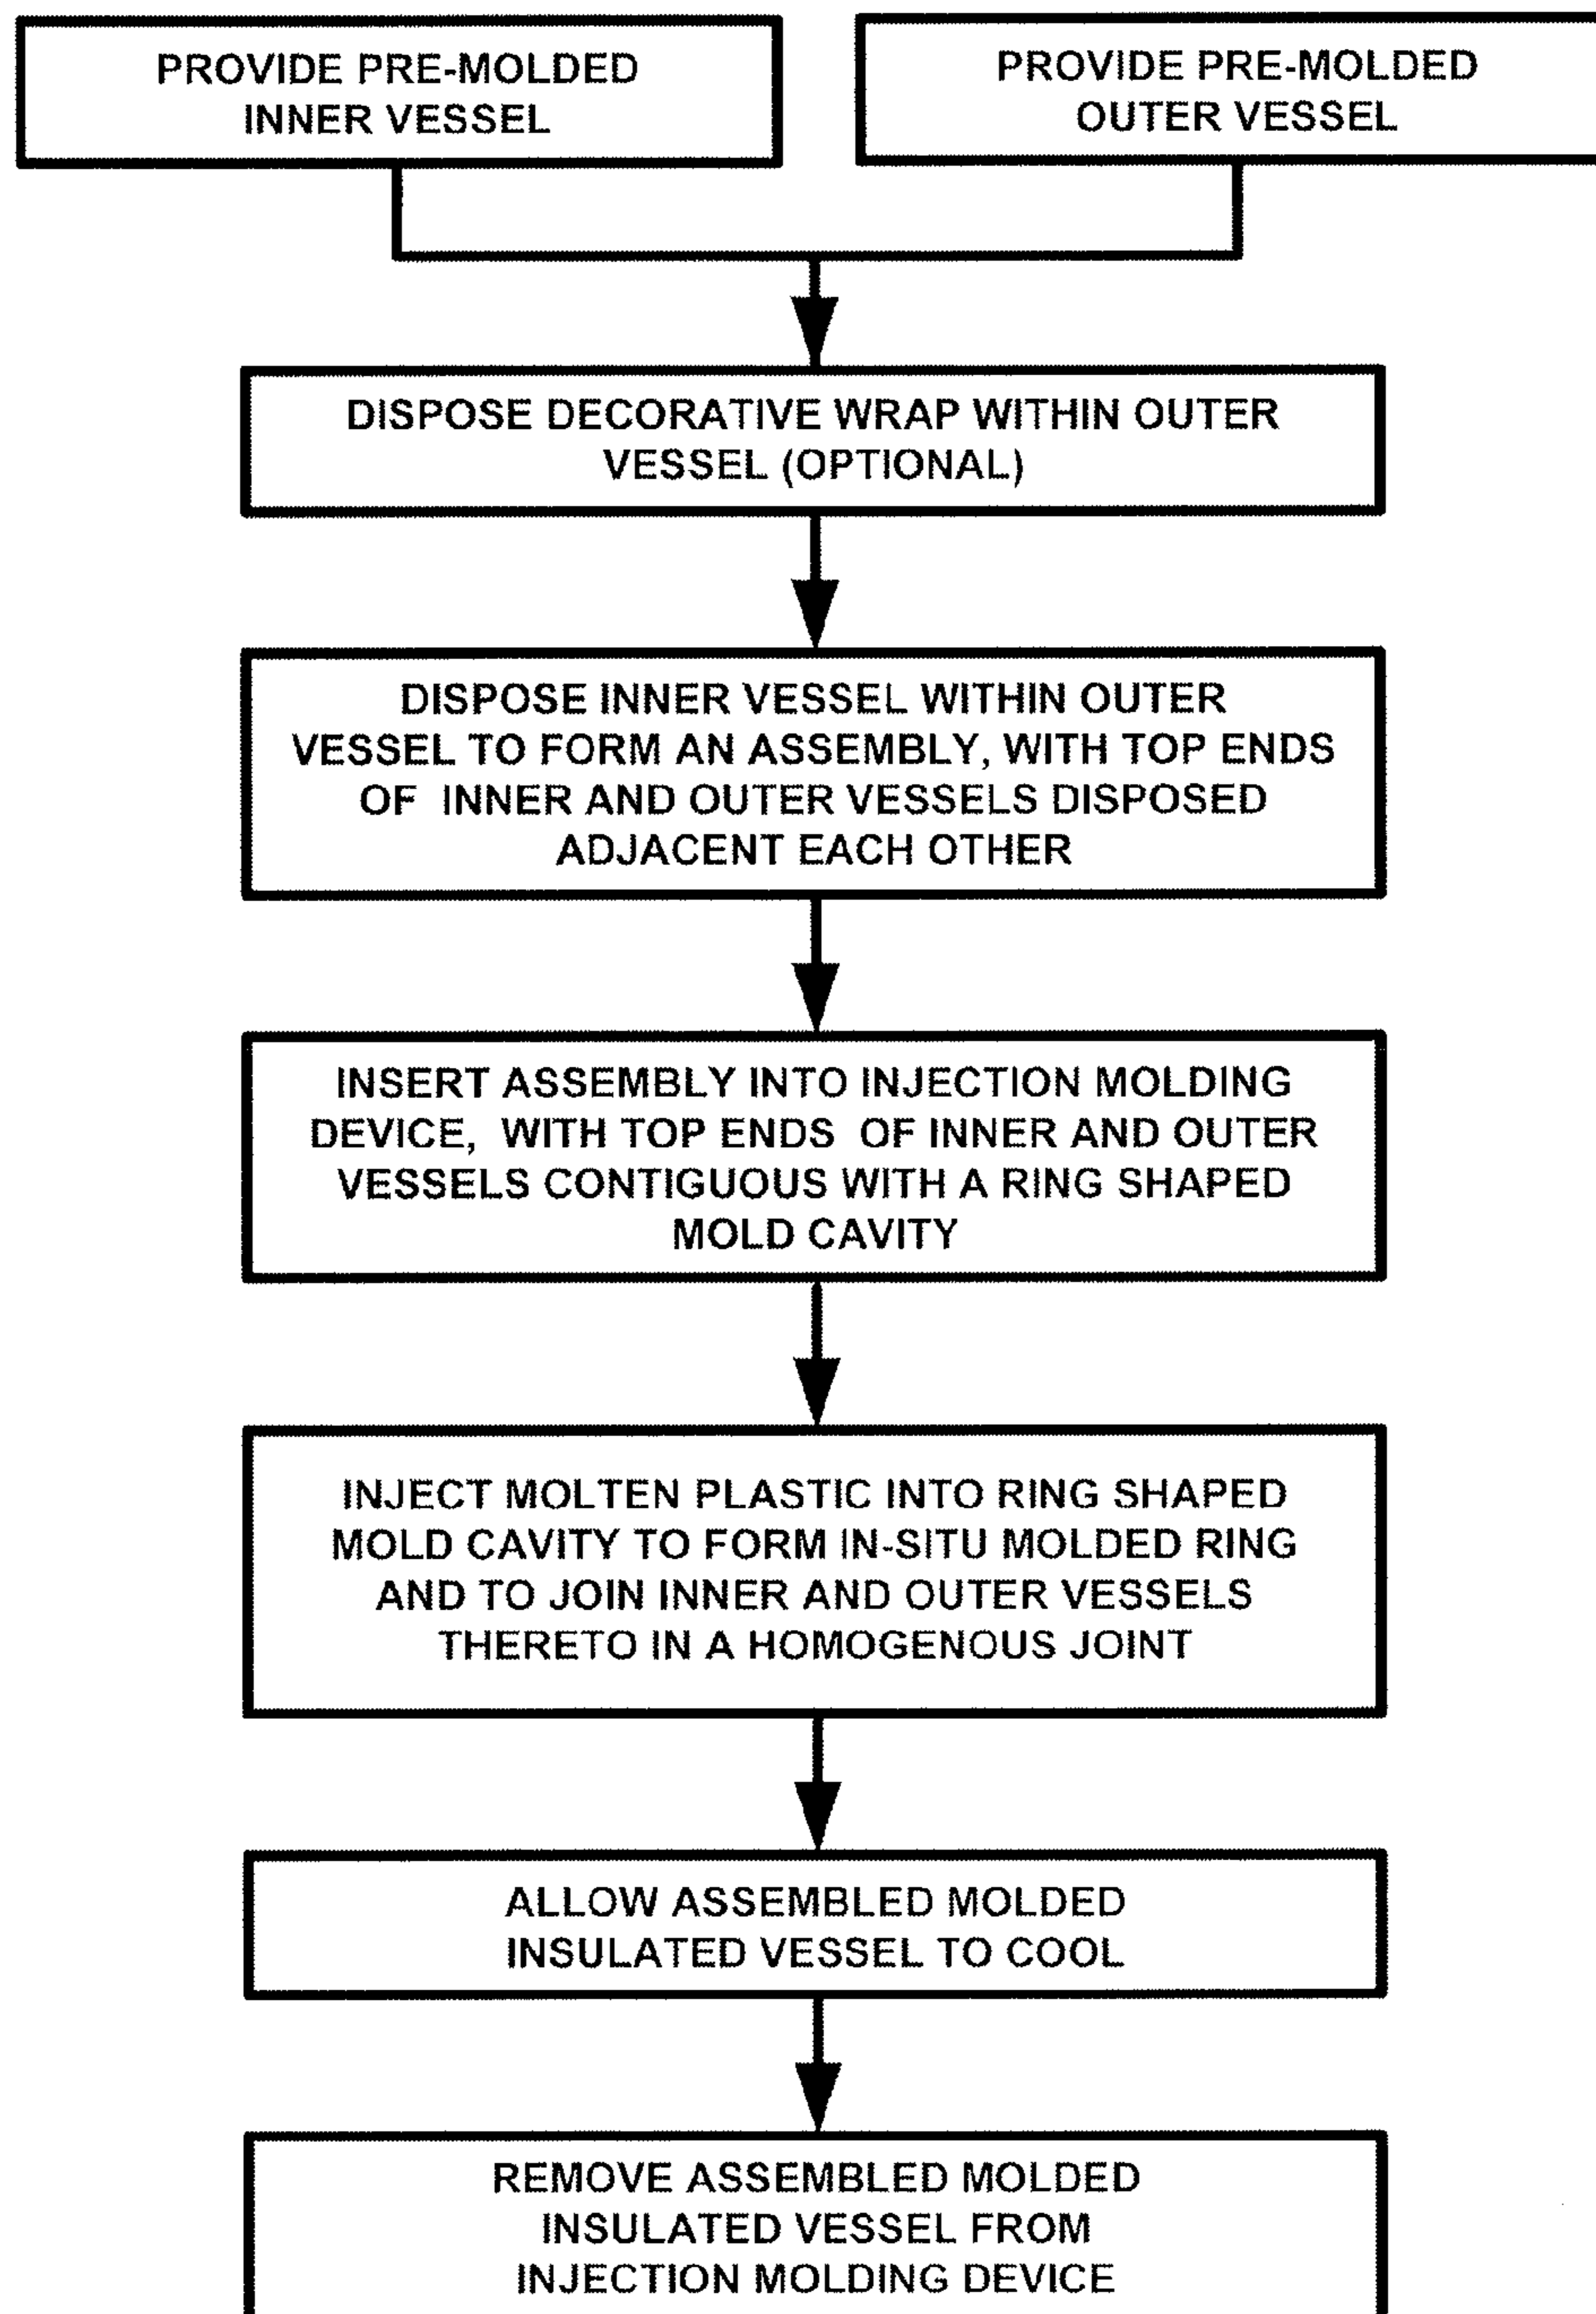 PROVIDE PRE-MOLDED
INNER VESSEL
PROVIDE PRE-MOLDED
OUTER VESSEL
DISPOSE DECORATIVE WRAP WITHIN OUTER
VESSEL (OPTIONAL)
DISPOSE INNER VESSEL WITHIN OUTER
VESSEL TO FORM AN ASSEMBLY, WITH TOP ENDS
OF INNER AND OUTER VESSELS DISPOSED
ADJACENT EACH OTHER
INSERT ASSEMBLY INTO INJECTION MOLDING
DEVICE, WITH TOP ENDS OF INNER AND OUTER
VESSELS CONTIGUOUS WITH A RING SHAPED
MOLD CAVITY
INJECT MOLTEN PLASTIC INTO RING SHAPED
MOLD CAVITY TO FORM IN-SITU MOLDED RING
AND TO JOIN INNER AND OUTER VESSELS
THERETO IN A HOMOGENOUS JOINT
ALLOW ASSEMBLED MOLDED
INSULATED VESSEL TO COOL
REMOVE ASSEMBLED MOLDED
INSULATED VESSEL FROM
INJECTION MOLDING DEVICE